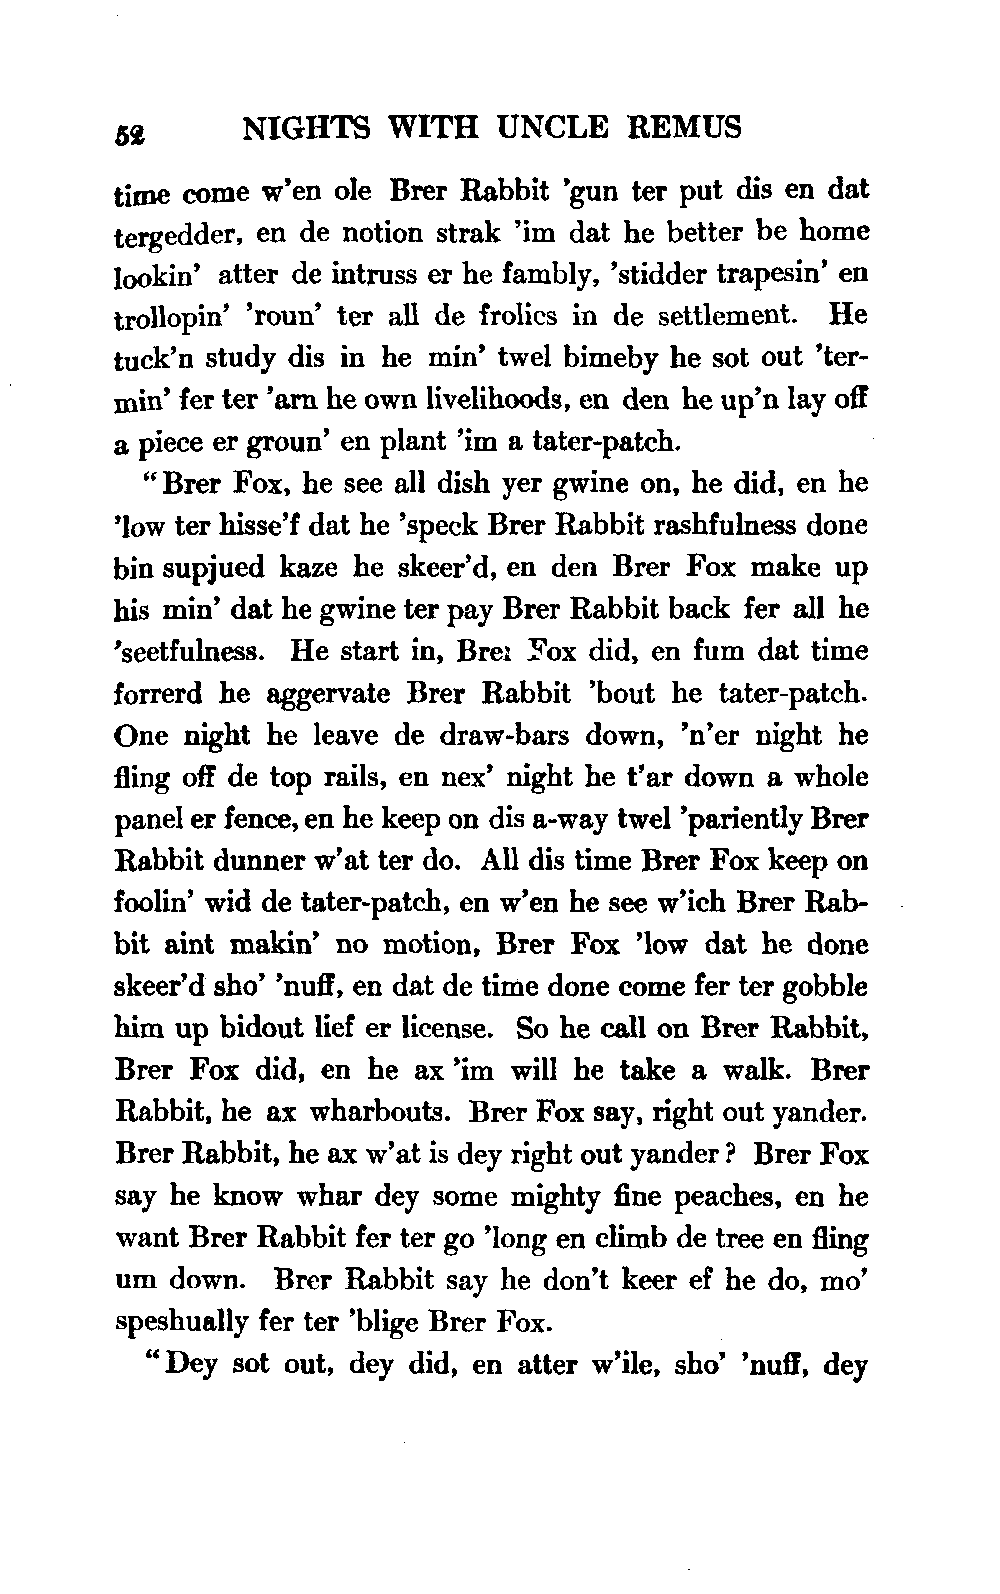 52 NIGHTS WITH UNCLE REMUS
time come w'en ole Brer Rabbit 'gun ter put dis en dat
tergedder, en de notion strak 'im dat he better be home
lookin' atter de intruss er he fambly, 'stidder trapesin' en
trollopin' 'roun' ter all de frolics in de settlement. He
tuck'n study dis in he min' twel bimeby he sot out 'ter-
min' fer ter 'arn he own livelihoods, en den he up'n lay off
a piece er groun' en plant 'im a tater-patch.
"Brer Fox, he see all dish yer gwine on, he did, en he
'low ter hisse'f dat he 'speck Brer Rabbit rashfulness done
bin supjued kaze he skeer'd, en den Brer Fox make up
his min' dat he gwine ter pay Brer Rabbit back fer all he
'seetfulness. He start in, Brer Fox did, en fum dat time
forrerd he aggervate Brer Rabbit 'bout he tater-patch.
One night he leave de draw-bars down, 'n'er night he
fling off de top rails, en nex' night he t'ar down a whole
panel er fence, en he keep on dis a-way twel 'pariently Brer
Rabbit dunner w'at ter do. All dis time Brer Fox keep on
foolin' wid de tater-patch, en w'en he see w'ich Brer Rab-
bit aint makin' no motion, Brer Fox 'low dat he done
skeer'd sho' 'nuff, en dat de time done come fer ter gobble
him up bidout lief er license. So he call on Brer Rabbit,
Brer Fox did, en he ax 'im will he take a walk. Brer
Rabbit, he ax wharbouts. Brer Fox say, right out yander.
Brer Rabbit, he ax w'at is dey right out yander? Brer Fox
say he know whar dey some mighty fine peaches, en he
want Brer Rabbit fer ter go 'long en climb de tree en fling
um down. Brer Rabbit say he don't keer ef he do, mo'
speshually fer ter 'blige Brer Fox.
"Dey sot out, dey did, en atter w'ile, sho' 'nuff, dey